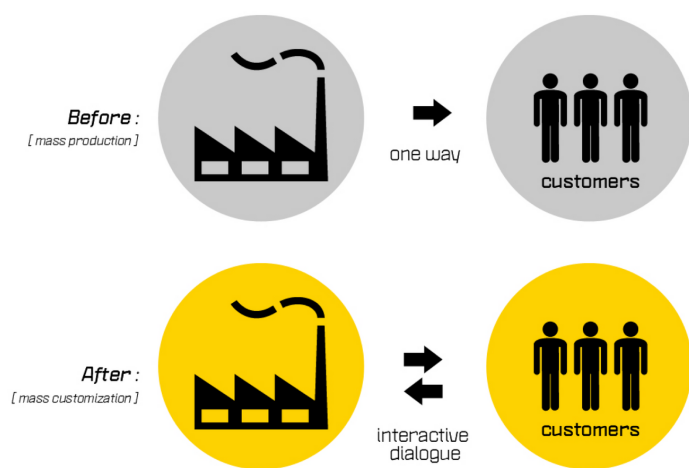 Before :
[ mass production ]
one way
customers
After :
[ mass customization ]
interactive
dialogue
customers